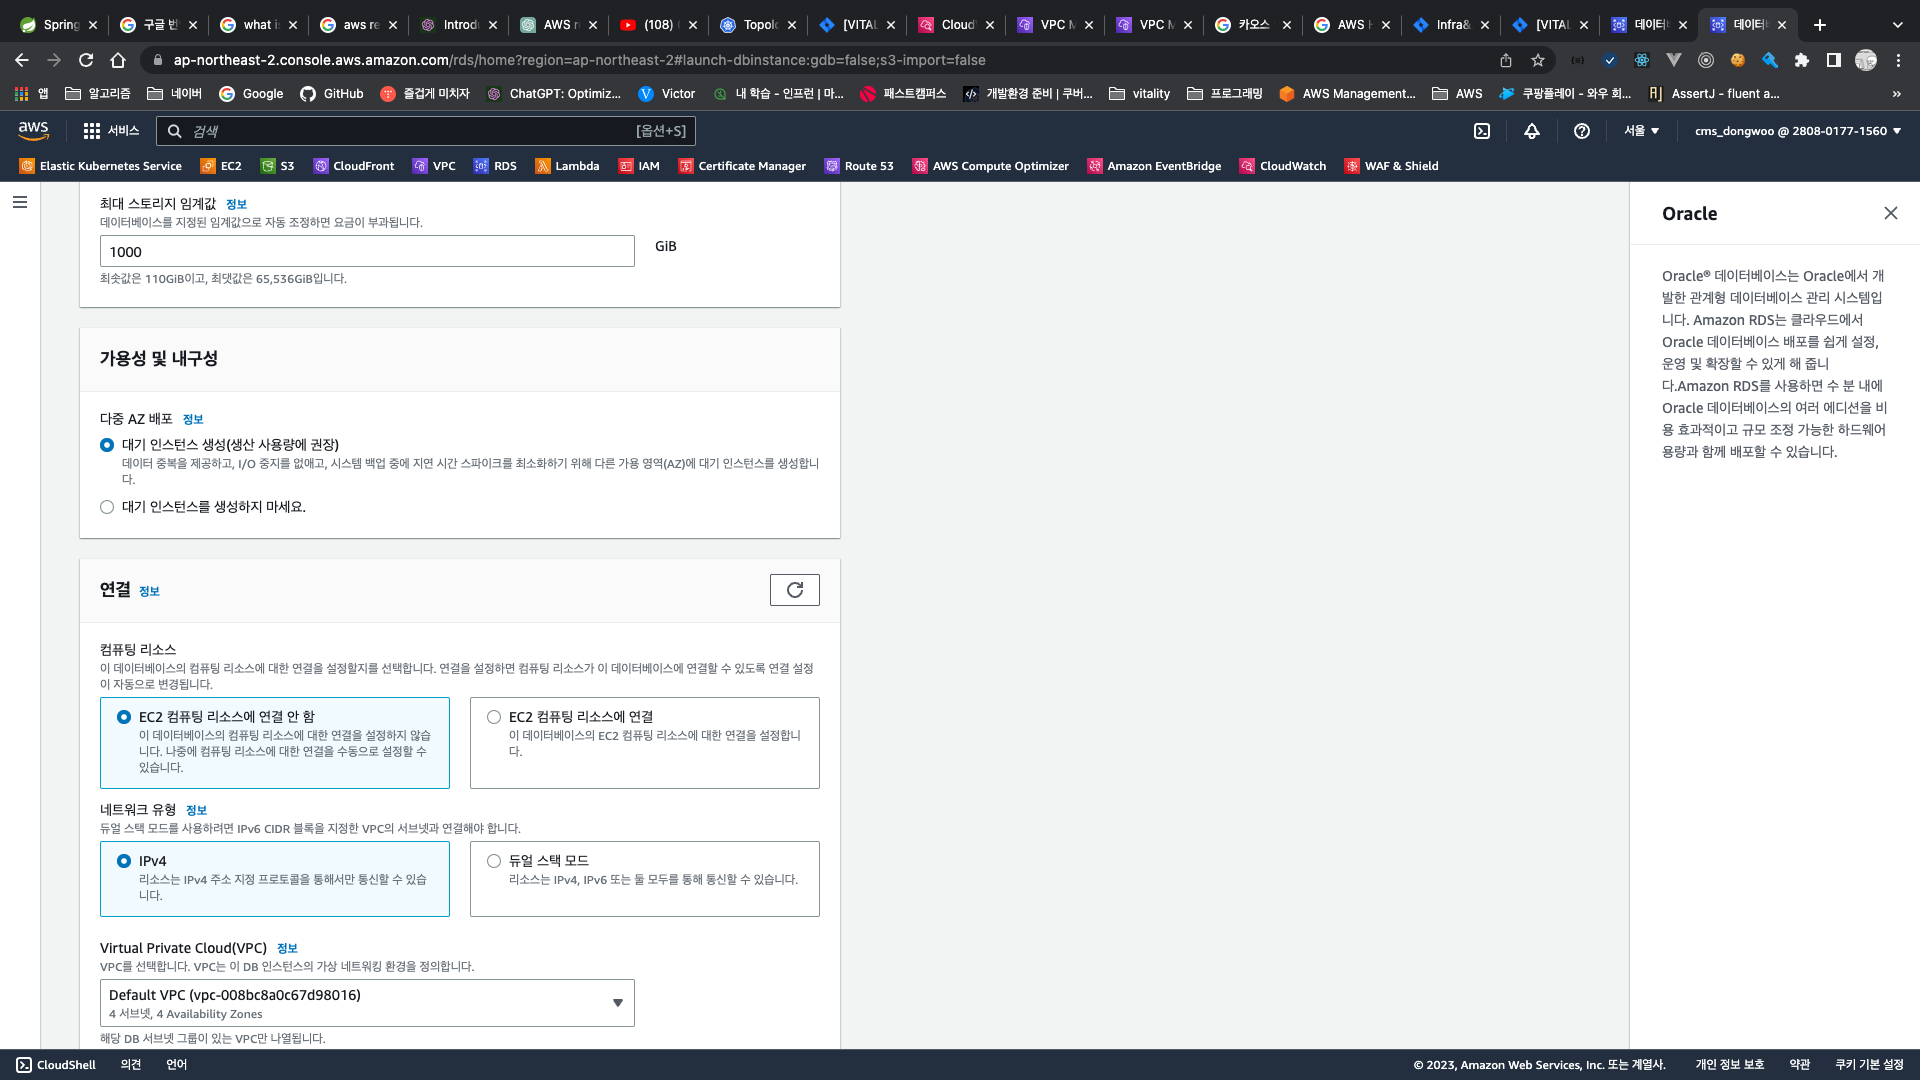 Spring
구글 번
what is
aws re
Introdu
AWS r
(108)
Topolo
[VITAL
Cloud
VPC M
VPC M
카오스
AWS H
Infra&
[VITAL
데이터
데이터
ap-northeast-2.console.aws.amazon.com/rds/home?region=ap-northeast-2#launch-dbinstance:gdb=false;s3-import=false
앱
알고리즘
네이버
Google
GitHub
즐겁게 미치자
ChatGPT: Optimiz...
Victor
내 학습 - 인프런 | 마...
패스트캠퍼스
개발환경 준비 | 쿠버...
vitality
프로그래밍
AWS Management...
AWS
쿠팡플레이 - 와우 회...
AssertJ - fluent a...
»
aws
서비스
검색
[옵션+S]
서울
cms_dongwoo @ 2808-0177-1560
Elastic Kubernetes Service
EC2
S3
CloudFront
VPC
RDS
Lambda
IAM
Certificate Manager
Route 53
AWS Compute Optimizer
Amazon EventBridge
CloudWatch
WAF & Shield
최대 스토리지 임계값 정보
데이터베이스를 지정된 임계값으로 자동 조정하면 요금이 부과됩니다.
1000
GiB
최솟값은 110GiB이고, 최댓값은 65,536GiB입니다.
가용성 및 내구성
다중 AZ 배포 정보
대기 인스턴스 생성(생산 사용량에 권장)
데이터 중복을 제공하고, I/O 중지를 없애고, 시스템 백업 중에 지연 시간 스파이크를 최소화하기 위해 다른 가용 영역(AZ)에 대기 인스턴스를 생성합니
다.
대기 인스턴스를 생성하지 마세요.
연결 정보
컴퓨팅 리소스
이 데이터베이스의 컴퓨팅 리소스에 대한 연결을 설정할지를 선택합니다. 연결을 설정하면 컴퓨팅 리소스가 이 데이터베이스에 연결할 수 있도록 연결 설정
이 자동으로 변경됩니다.
EC2 컴퓨팅 리소스에 연결 안 함
이 데이터베이스의 컴퓨팅 리소스에 대한 연결을 설정하지 않습
니다. 나중에 컴퓨팅 리소스에 대한 연결을 수동으로 설정할 수
있습니다.
EC2 컴퓨팅 리소스에 연결
이 데이터베이스의 EC2 컴퓨팅 리소스에 대한 연결을 설정합니
다.
네트워크 유형 정보
듀얼 스택 모드를 사용하려면 IPv6 CIDR 블록을 지정한 VPC의 서브넷과 연결해야 합니다.
IPv4
리소스는 IPv4 주소 지정 프로토콜을 통해서만 통신할 수 있습
니다.
듀얼 스택 모드
리소스는 IPv4, IPv6 또는 둘 모두를 통해 통신할 수 있습니다.
Virtual Private Cloud(VPC) 정보
VPC를 선택합니다. VPC는 이 DB 인스턴스의 가상 네트워킹 환경을 정의합니다.
Default VPC (vpc-008bc8a0c67d98016)
4 서브넷, 4 Availability Zones
해당 DB 서브넷 그룹이 있는 VPC만 나열됩니다.
Oracle
Oracle® 데이터베이스는 Oracle에서 개
발한 관계형 데이터베이스 관리 시스템입
니다. Amazon RDS는 클라우드에서
Oracle 데이터베이스 배포를 쉽게 설정,
운영 및 확장할 수 있게 해 줍니
다.Amazon RDS를 사용하면 수 분 내에
Oracle 데이터베이스의 여러 에디션을 비
용 효과적이고 규모 조정 가능한 하드웨어
용량과 함께 배포할 수 있습니다.
CloudShell
의견
언어
© 2023, Amazon Web Services, Inc. 또는 계열사.
개인 정보 보호
약관
쿠키 기본 설정